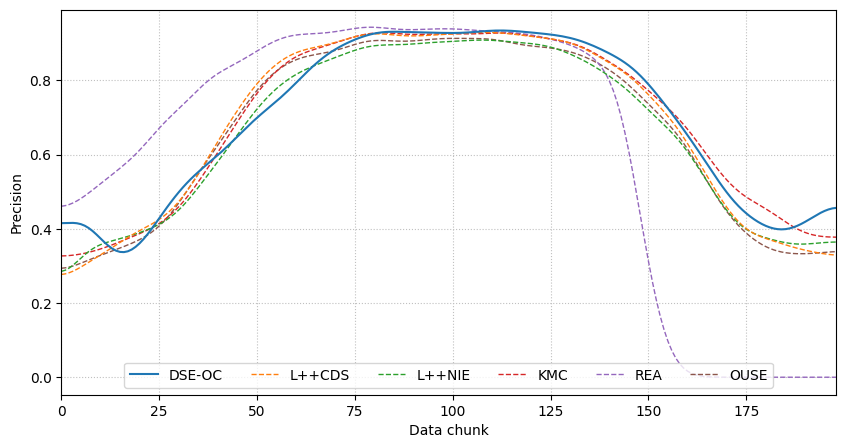 0.8
0.6
0.4
0.2
0.0
Precision
DSE-OC L++CDS L++NIE KMC REA OUSE
0 25 50 75 100 125 150 175
Data chunk